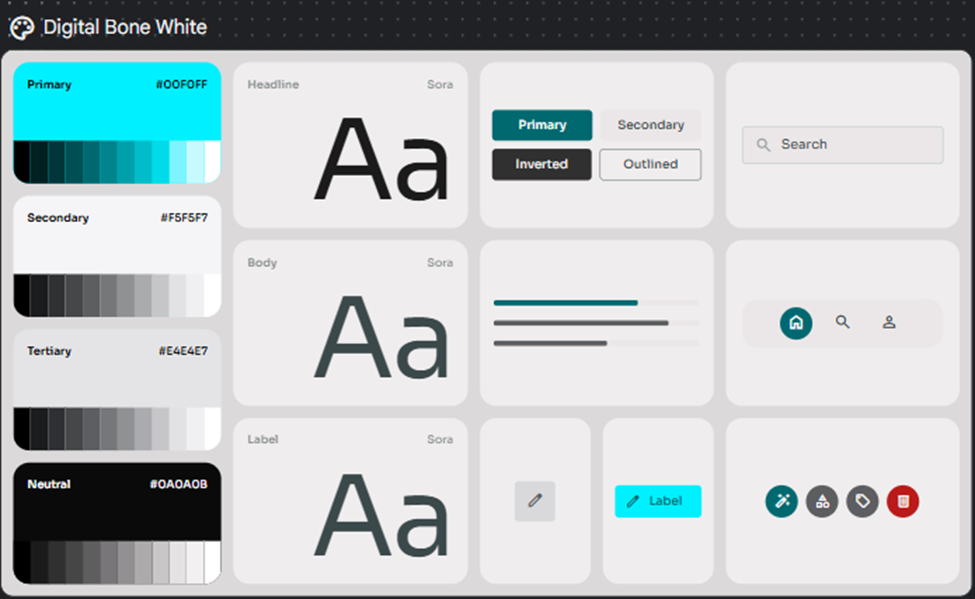 Digital Bone White
Primary #00F0FF
Secondary #F5F5F7
Tertiary #E4E4E7
Neutral #0A0A0B
Headline Sora
Aa
Body Sora
Aa
Label Sora
Aa
Primary Secondary
Inverted Outlined
Label
Search